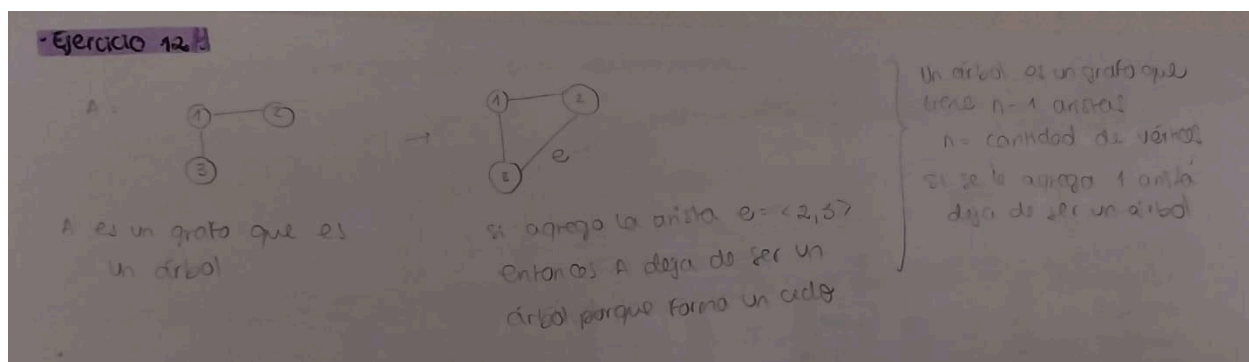 - Ejercicio 12
A =
1 2
3
→
1 2
3
e
A es un grafo que es
un árbol
si agrego la arista e = <2,3>
entonces A deja de ser un
árbol porque forma un ciclo
Un árbol es un grafo que
tiene n-1 aristas
n = cantidad de vértices
si se le agrega 1 arista
deja de ser un árbol